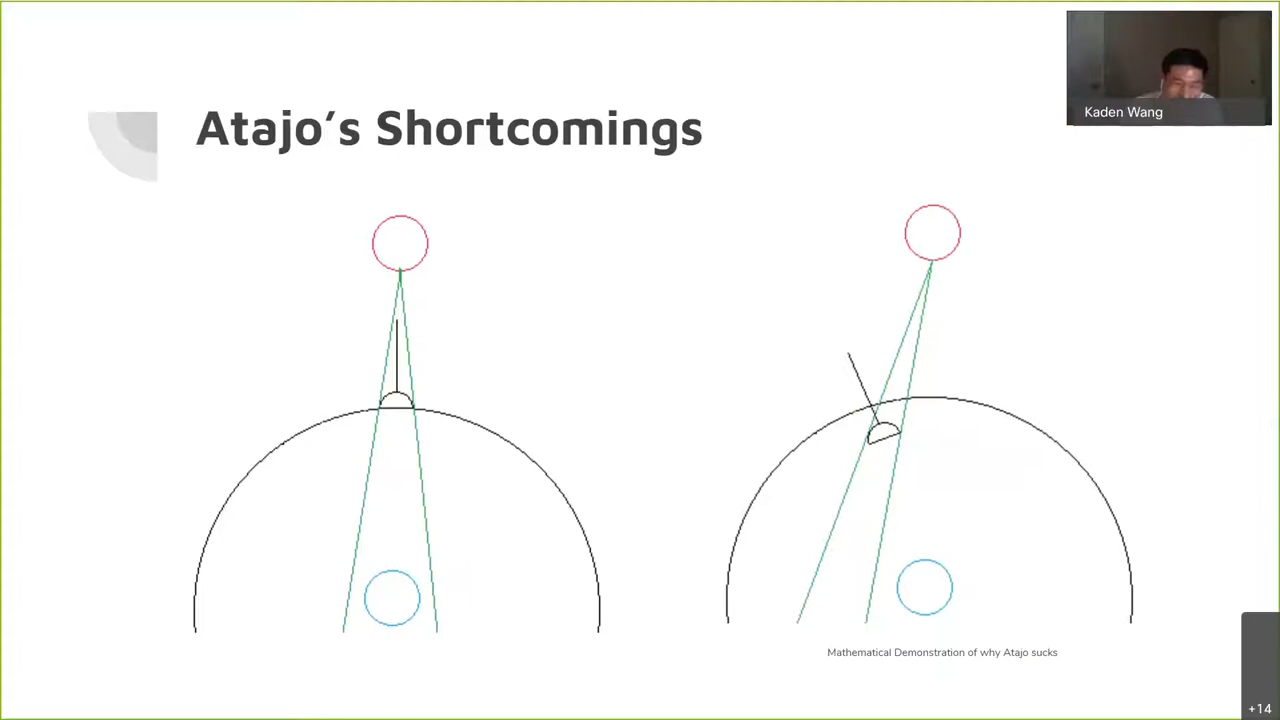 Kaden Wang
Atajo's Shortcomings
Mathematical Demonstration of why Atajo sucks
+14